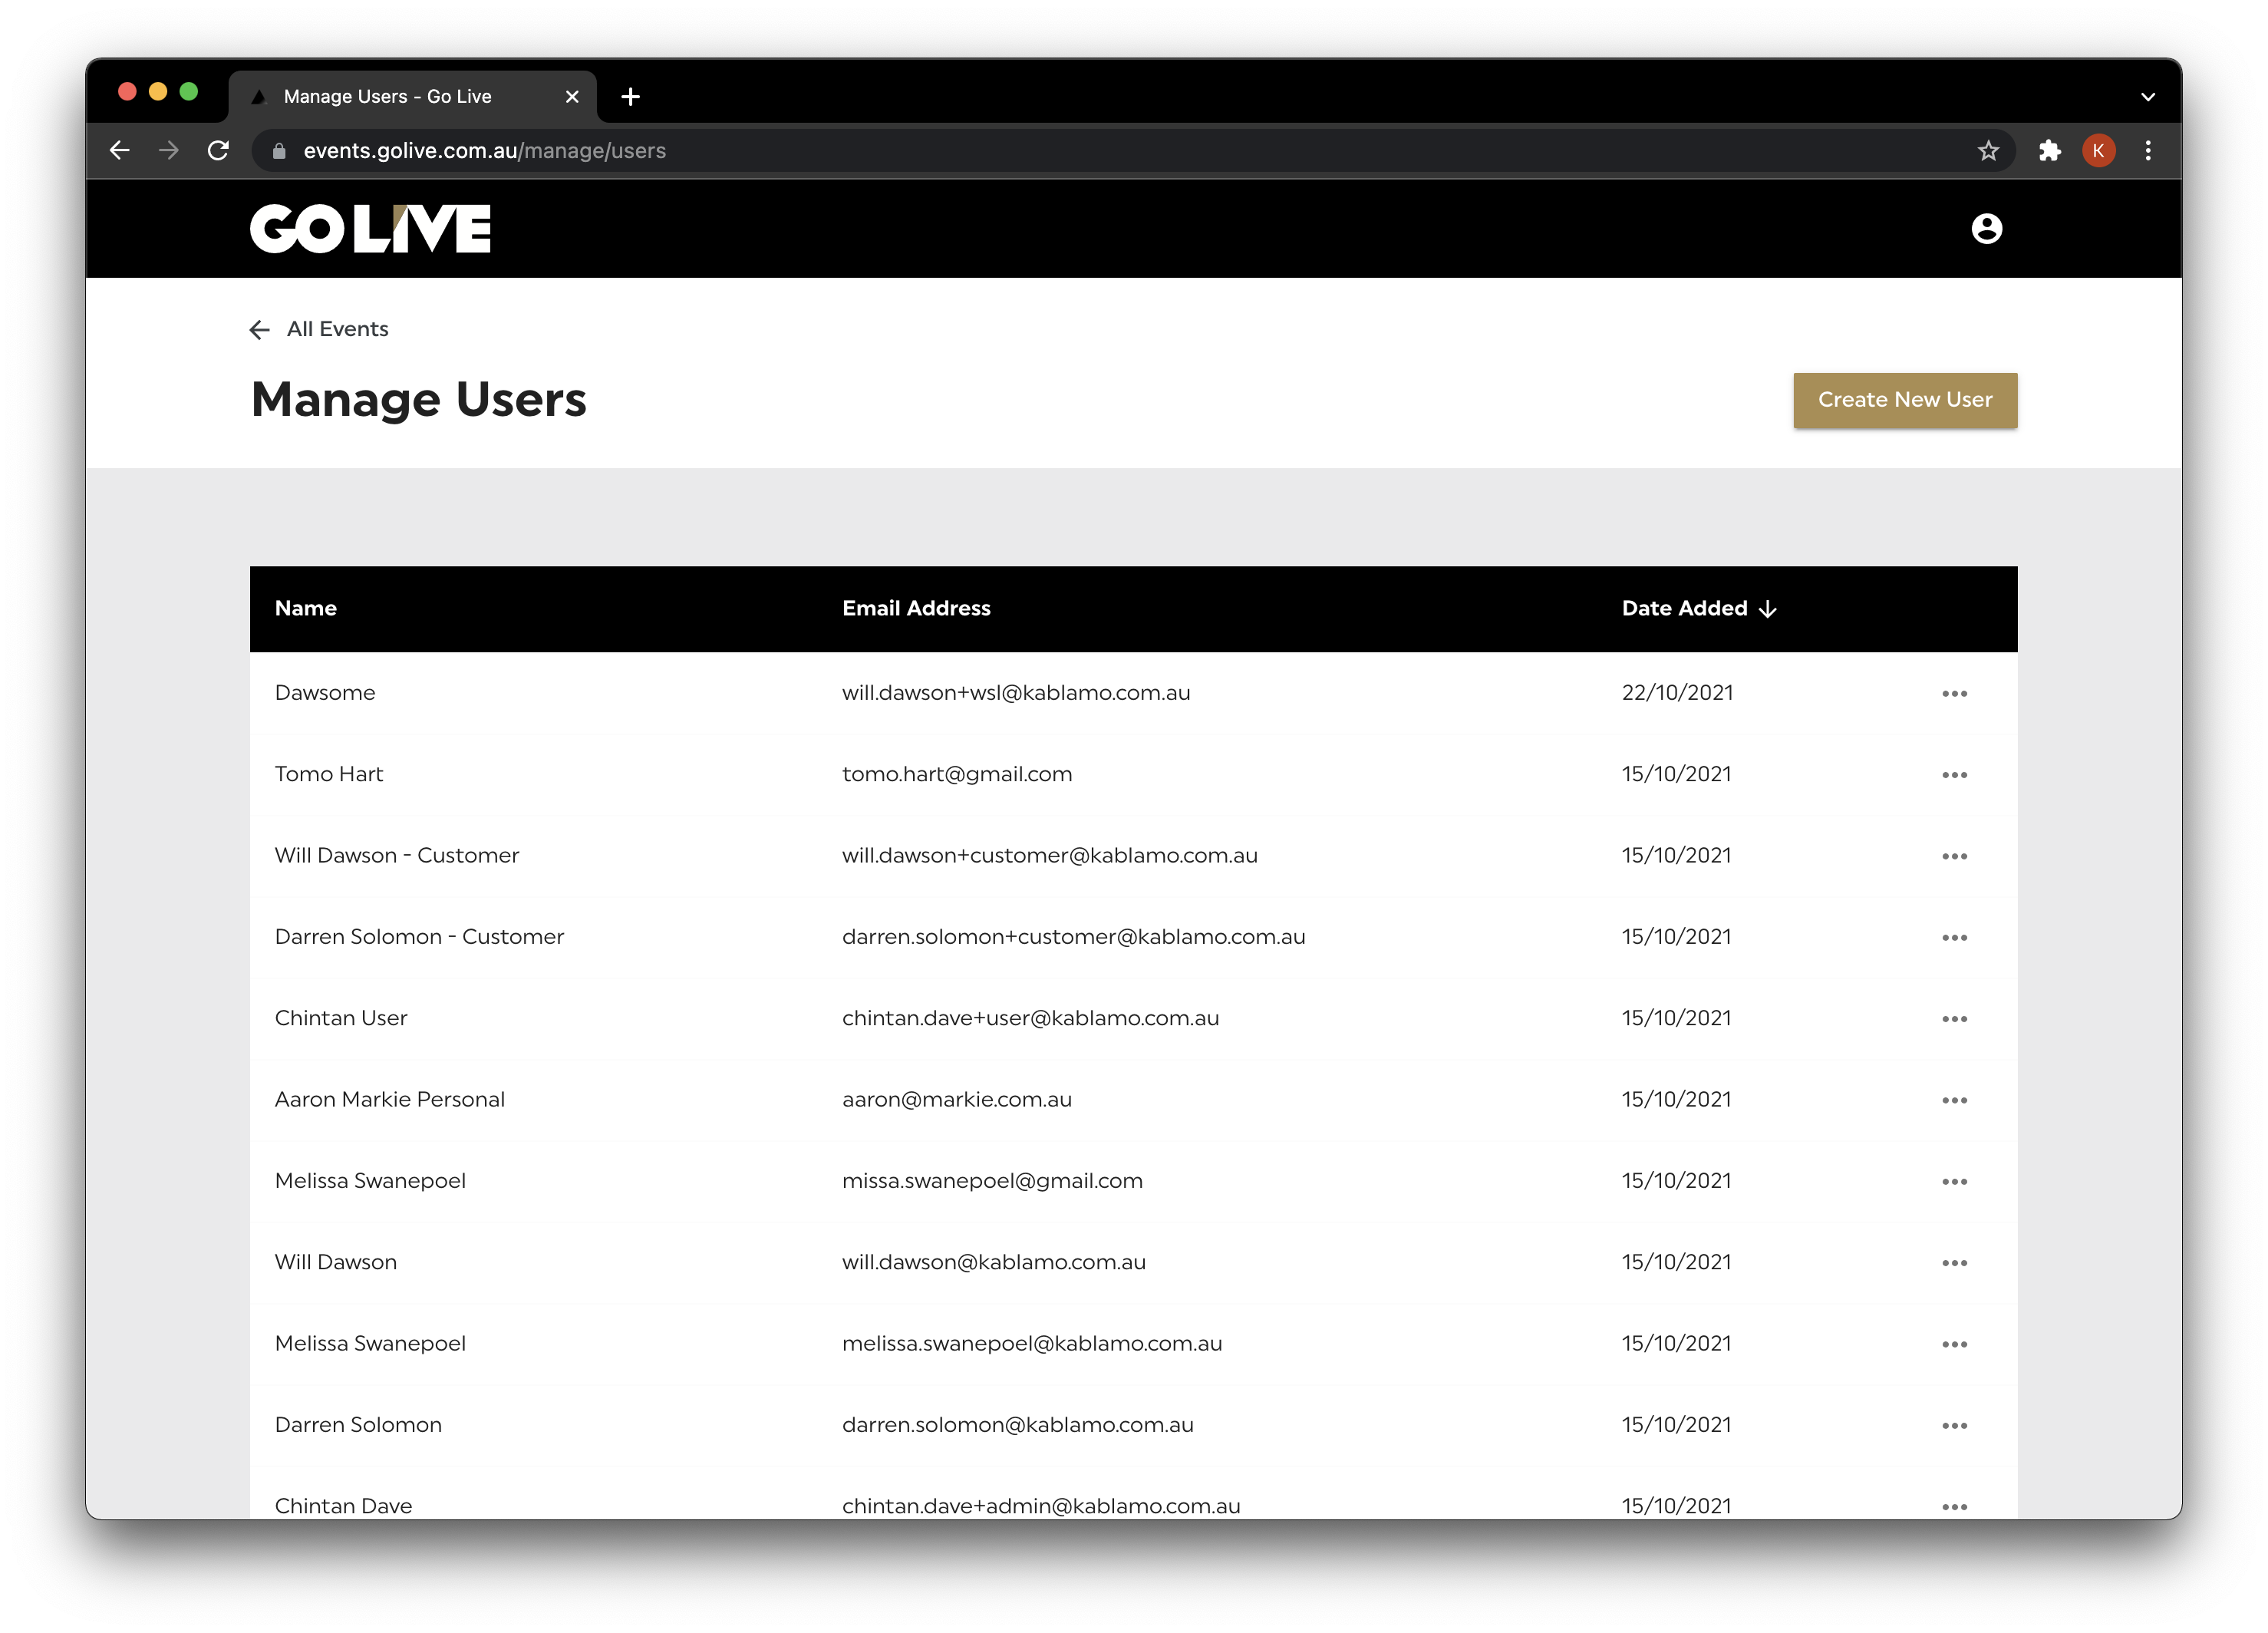 Manage Users - Go Live
events.golive.com.au/manage/users
K
GO LIVE
All Events
Manage Users
Create New User
Name Email Address Date Added
Dawsome will.dawson+wsl@kablamo.com.au 22/10/2021
Tomo Hart tomo.hart@gmail.com 15/10/2021
Will Dawson - Customer will.dawson+customer@kablamo.com.au 15/10/2021
Darren Solomon - Customer darren.solomon+customer@kablamo.com.au 15/10/2021
Chintan User chintan.dave+user@kablamo.com.au 15/10/2021
Aaron Markie Personal aaron@markie.com.au 15/10/2021
Melissa Swanepoel missa.swanepoel@gmail.com 15/10/2021
Will Dawson will.dawson@kablamo.com.au 15/10/2021
Melissa Swanepoel melissa.swanepoel@kablamo.com.au 15/10/2021
Darren Solomon darren.solomon@kablamo.com.au 15/10/2021
Chintan Dave chintan.dave+admin@kablamo.com.au 15/10/2021